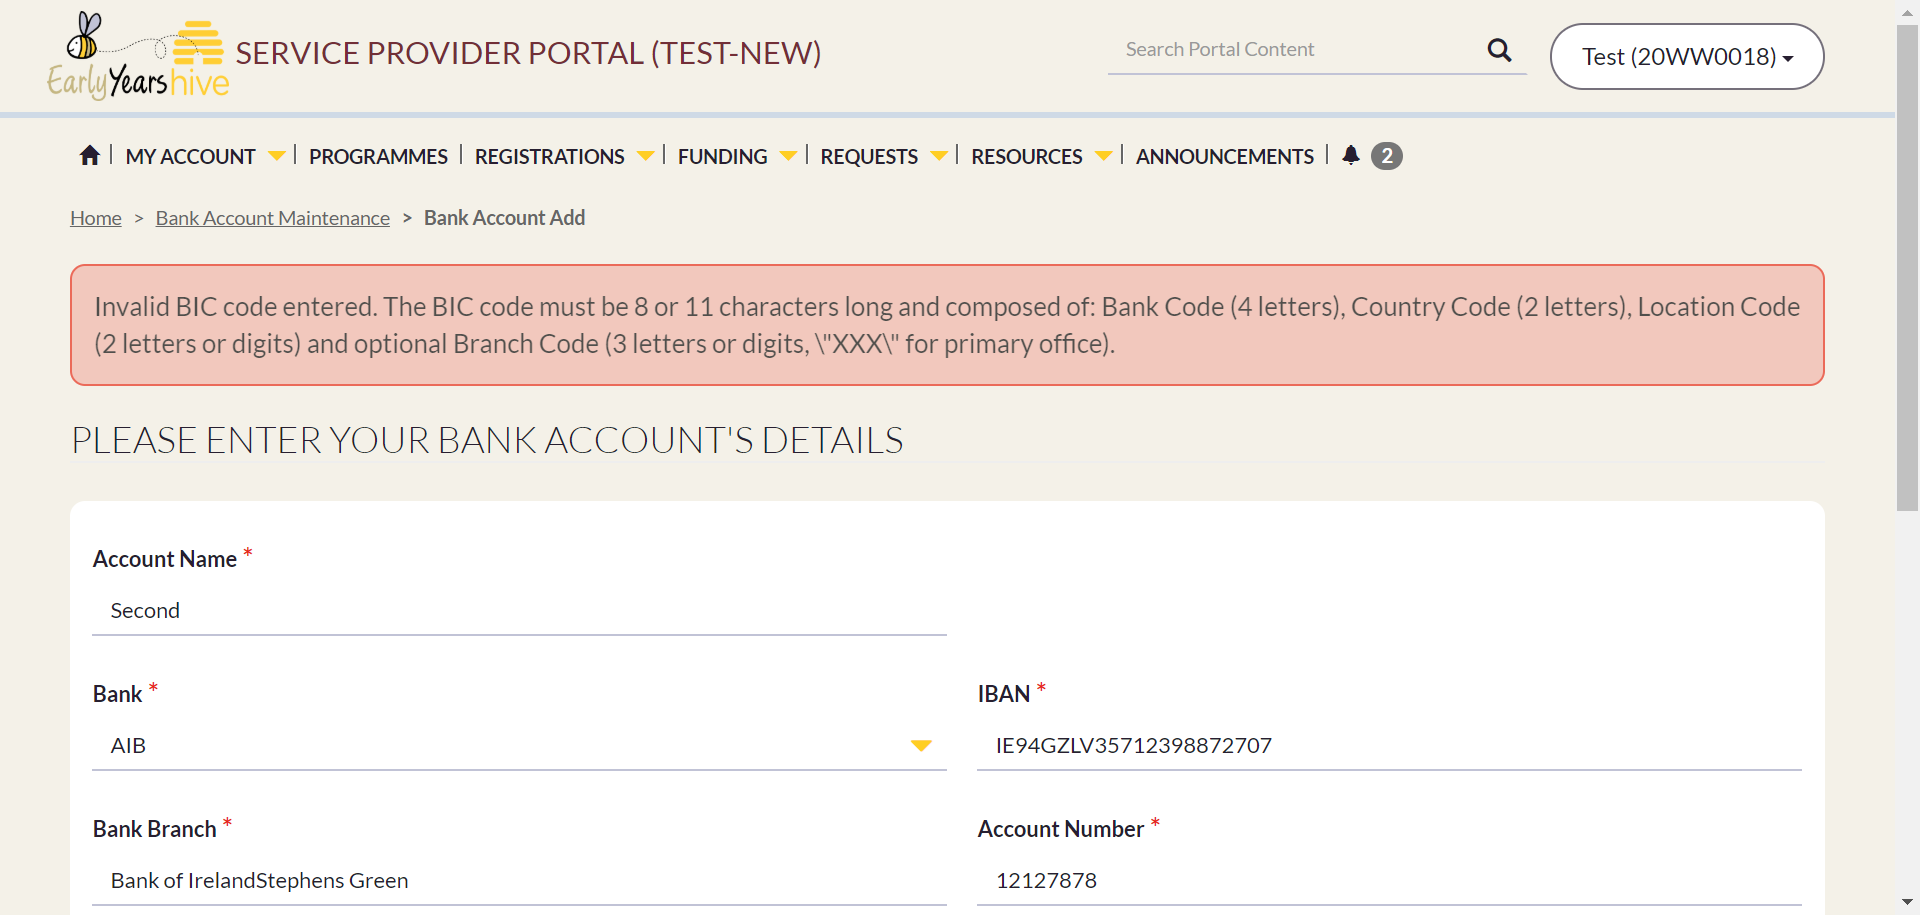 EarlyYearshive
SERVICE PROVIDER PORTAL (TEST-NEW)
Search Portal Content
Test (20WW0018)
MY ACCOUNT | PROGRAMMES | REGISTRATIONS | FUNDING | REQUESTS | RESOURCES | ANNOUNCEMENTS | 2
Home > Bank Account Maintenance > Bank Account Add
Invalid BIC code entered. The BIC code must be 8 or 11 characters long and composed of: Bank Code (4 letters), Country Code (2 letters), Location Code
(2 letters or digits) and optional Branch Code (3 letters or digits, \"XXX\" for primary office).
PLEASE ENTER YOUR BANK ACCOUNT'S DETAILS
Account Name *
Second
Bank *
AIB
IBAN *
IE94GZLV35712398872707
Bank Branch *
Bank of IrelandStephens Green
Account Number *
12127878